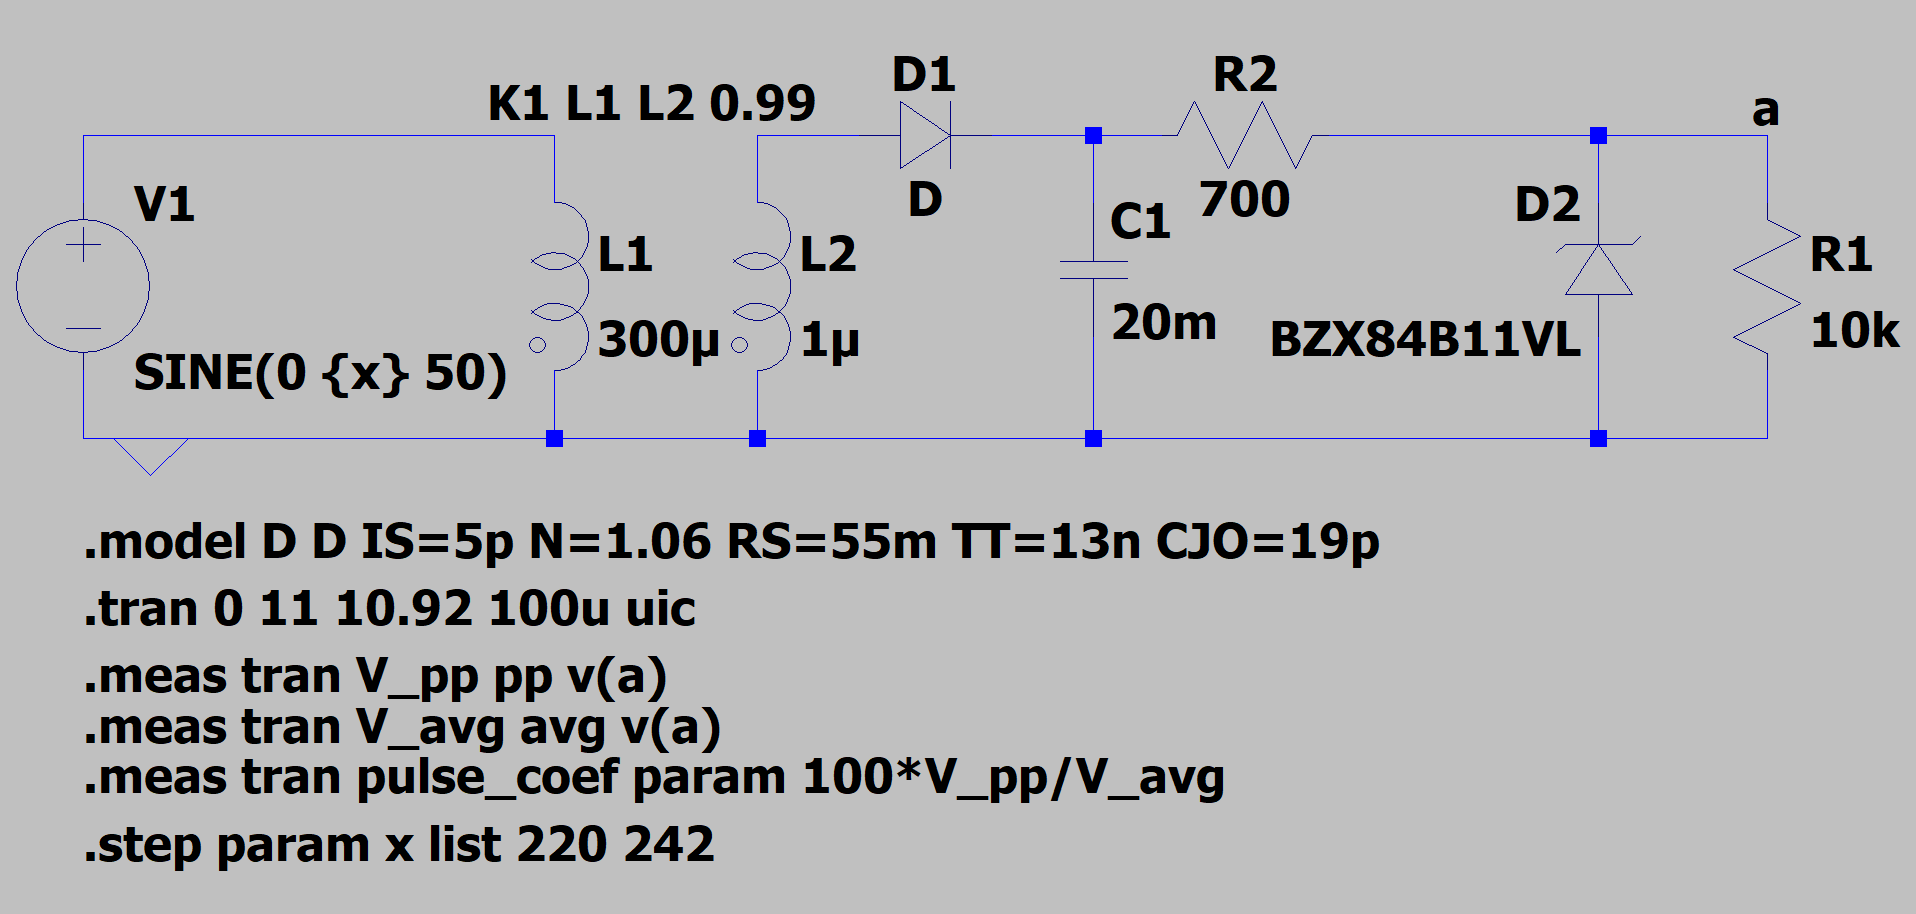 K1 L1 L2 0.99
D1
D
R2
700
a
V1
SINE(0 {x} 50)
L1
300µ
L2
1µ
C1
20m
D2
BZX84B11VL
R1
10k
.model D D IS=5p N=1.06 RS=55m TT=13n CJO=19p
.tran 0 11 10.92 100u uic
.meas tran V_pp pp v(a)
.meas tran V_avg avg v(a)
.meas tran pulse_coef param 100*V_pp/V_avg
.step param x list 220 242